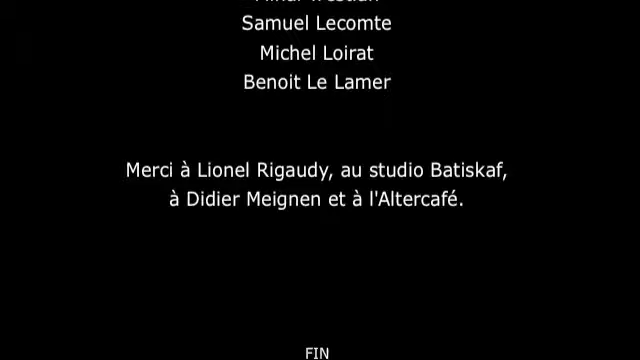 Samuel Lecomte
Michel Loirat
Benoit Le Lamer
Merci à Lionel Rigaudy, au studio Batiskaf,
à Didier Meignen et à l'Altercafé.
FIN